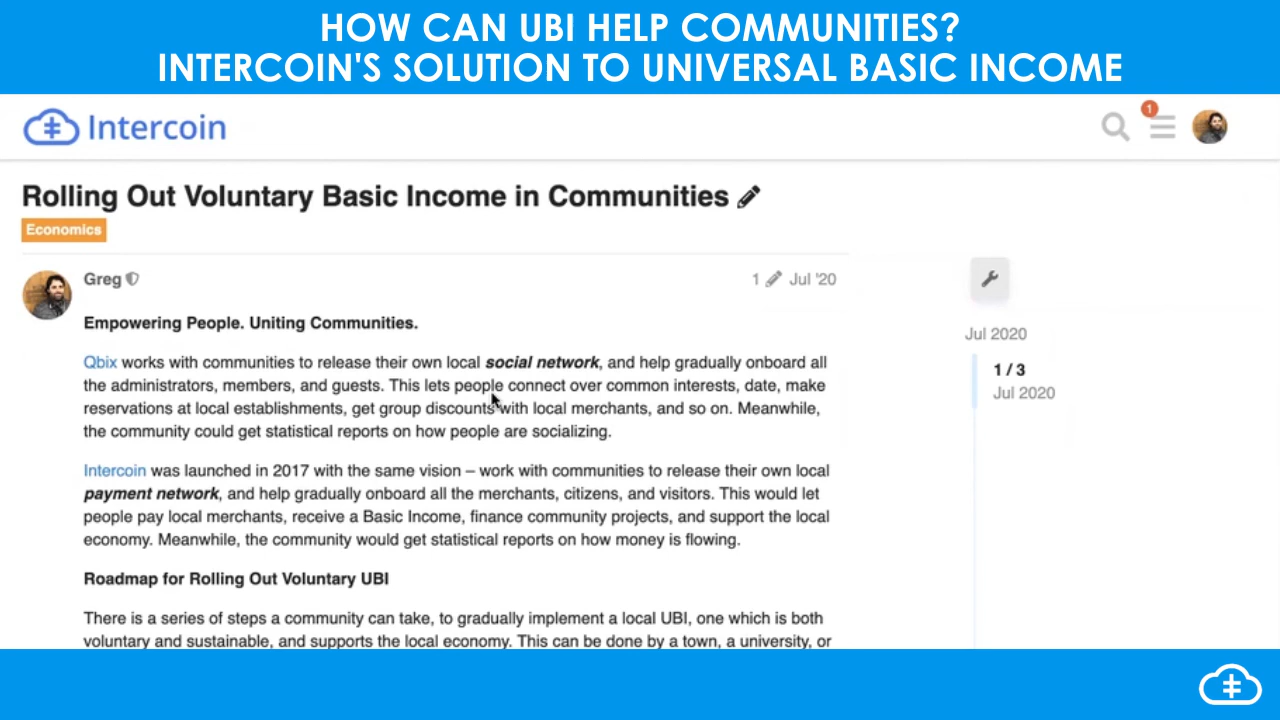 HOW CAN UBI HELP COMMUNITIES?
INTERCOIN'S SOLUTION TO UNIVERSAL BASIC INCOME
Intercoin
1
Rolling Out Voluntary Basic Income in Communities
Economics
Greg
1 Jul '20
Empowering People. Uniting Communities.
Qbix works with communities to release their own local social network, and help gradually onboard all
the administrators, members, and guests. This lets people connect over common interests, date, make
reservations at local establishments, get group discounts with local merchants, and so on. Meanwhile,
the community could get statistical reports on how people are socializing.
Intercoin was launched in 2017 with the same vision – work with communities to release their own local
payment network, and help gradually onboard all the merchants, citizens, and visitors. This would let
people pay local merchants, receive a Basic Income, finance community projects, and support the local
economy. Meanwhile, the community would get statistical reports on how money is flowing.
Roadmap for Rolling Out Voluntary UBI
There is a series of steps a community can take, to gradually implement a local UBI, one which is both
voluntary and sustainable, and supports the local economy. This can be done by a town, a university, or
Jul 2020
1 / 3
Jul 2020